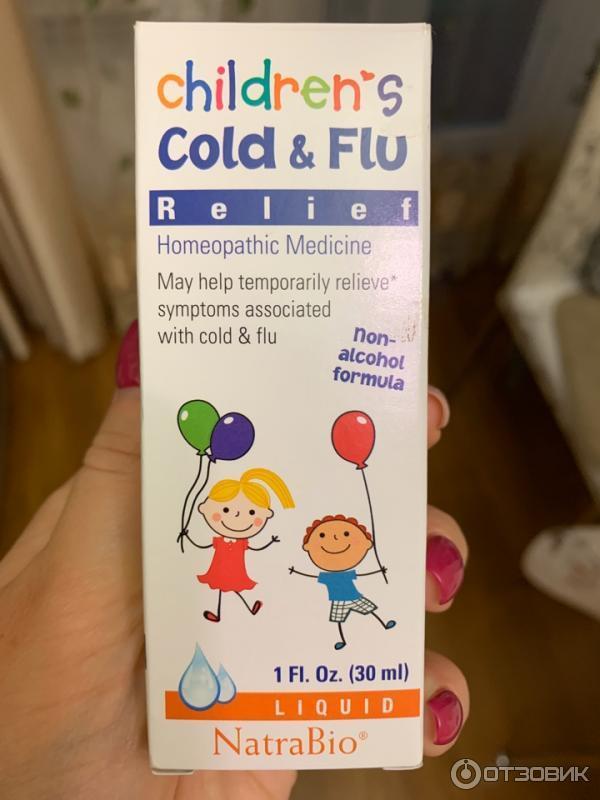 children's
Cold & Flu
Relief
Homeopathic Medicine
May help temporarily relieve*
symptoms associated
with cold & flu
Non-
alcohol
formula
1 Fl. Oz. (30 ml)
LIQUID
NatraBio®
ОТЗОВИК